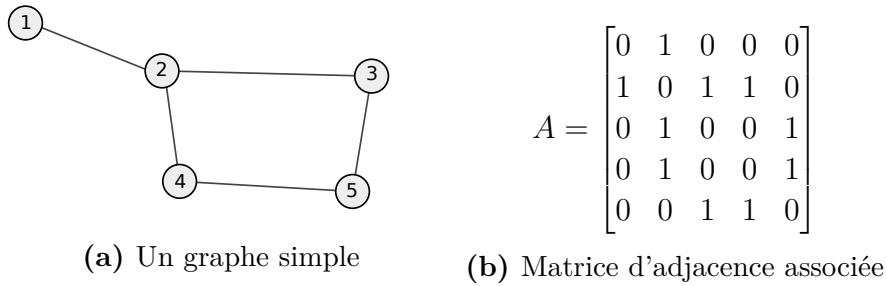 1
2
3
4
5
(a) Un graphe simple
A =
0 1 0 0 0
1 0 1 1 0
0 1 0 0 1
0 1 0 0 1
0 0 1 1 0
(b) Matrice d'adjacence associée